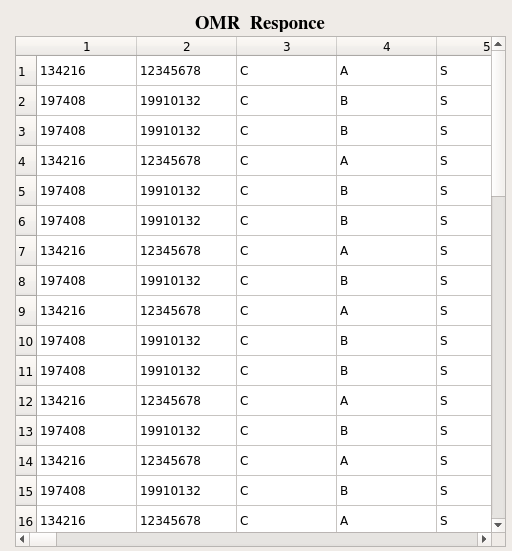 OMR Responce
1 2 3 4 5
1 134216 12345678 C A S
2 197408 19910132 C B S
3 197408 19910132 C B S
4 134216 12345678 C A S
5 197408 19910132 C B S
6 197408 19910132 C B S
7 134216 12345678 C A S
8 197408 19910132 C B S
9 134216 12345678 C A S
10 197408 19910132 C B S
11 197408 19910132 C B S
12 134216 12345678 C A S
13 197408 19910132 C B S
14 134216 12345678 C A S
15 197408 19910132 C B S
16 134216 12345678 C A S